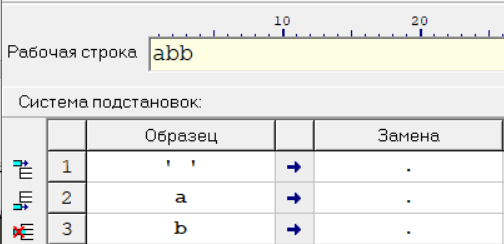 10 20
Рабочая строка abb
Система подстановок:
Образец Замена
1 ' ' → .
2 a → .
3 b → .